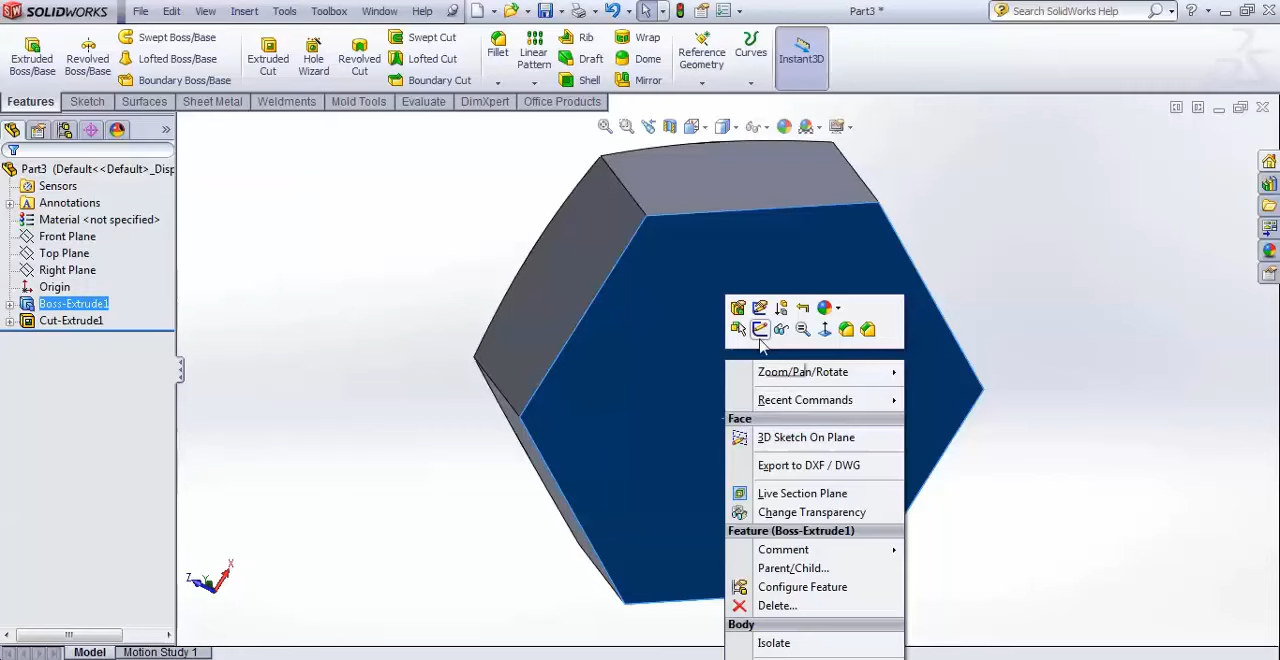 SOLIDWORKS File Edit View Insert Tools Toolbox Window Help Part3 * Search SolidWorks Help
Extruded Boss/Base
Revolved Boss/Base
Swept Boss/Base
Lofted Boss/Base
Boundary Boss/Base
Extruded Cut
Hole Wizard
Revolved Cut
Swept Cut
Lofted Cut
Boundary Cut
Fillet
Linear Pattern
Rib
Draft
Shell
Wrap
Dome
Mirror
Reference Geometry
Curves
Instant3D
Features Sketch Surfaces Sheet Metal Weldments Mold Tools Evaluate DimXpert Office Products
Part3 (Default<<Default>_Disp
Sensors
Annotations
Material <not specified>
Front Plane
Top Plane
Right Plane
Origin
Boss-Extrude1
Cut-Extrude1
Zoom/Pan/Rotate
Recent Commands
Face
3D Sketch On Plane
Export to DXF / DWG
Live Section Plane
Change Transparency
Feature (Boss-Extrude1)
Comment
Parent/Child...
Configure Feature
Delete...
Body
Isolate
Z Y X
Model Motion Study 1